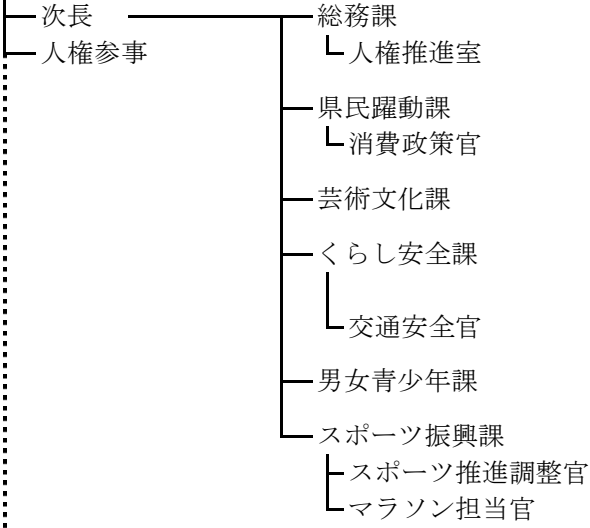 次長
総務課
人権参事
人権推進室
県民躍動課
消費政策官
芸術文化課
くらし安全課
交通安全官
男女青少年課
スポーツ振興課
スポーツ推進調整官
マラソン担当官